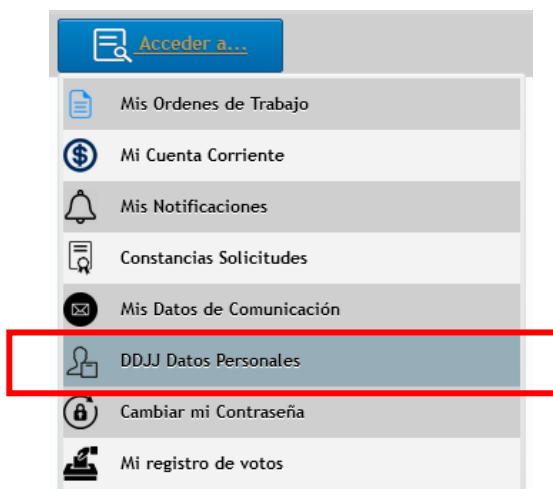 Acceder a...
Mis Ordenes de Trabajo
Mi Cuenta Corriente
Mis Notificaciones
Constancias Solicitudes
Mis Datos de Comunicación
DDJJ Datos Personales
Cambiar mi Contraseña
Mi registro de votos